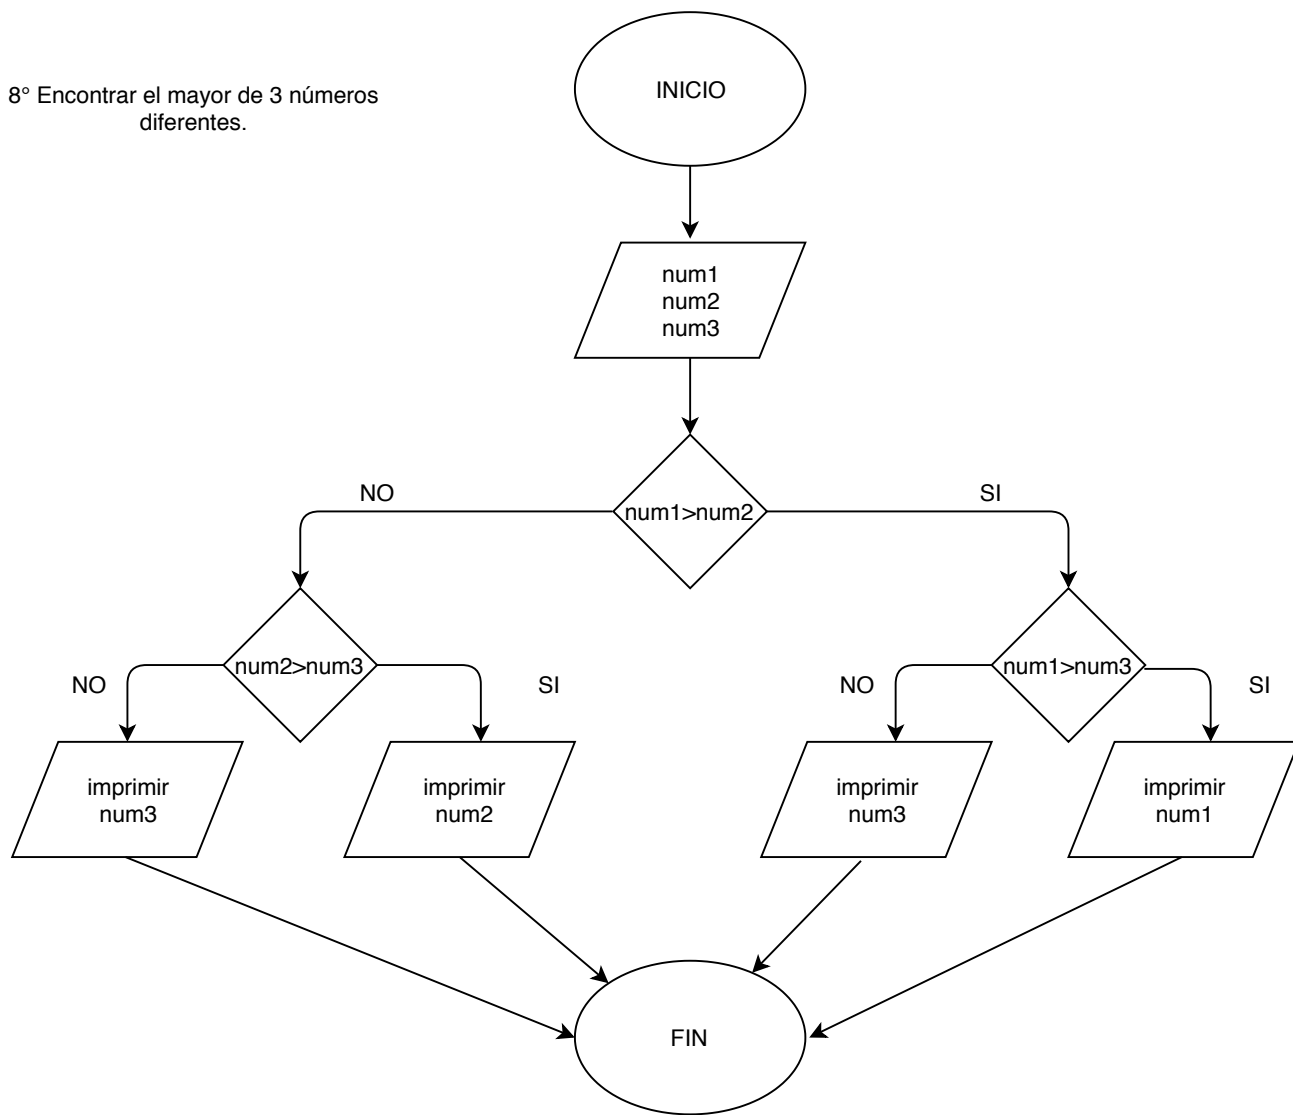 8° Encontrar el mayor de 3 números
diferentes.
INICIO
num1
num2
num3
NO
SI
num1>num2
num2>num3
num1>num3
NO
SI
NO
SI
imprimir
num3
imprimir
num2
imprimir
num3
imprimir
num1
FIN